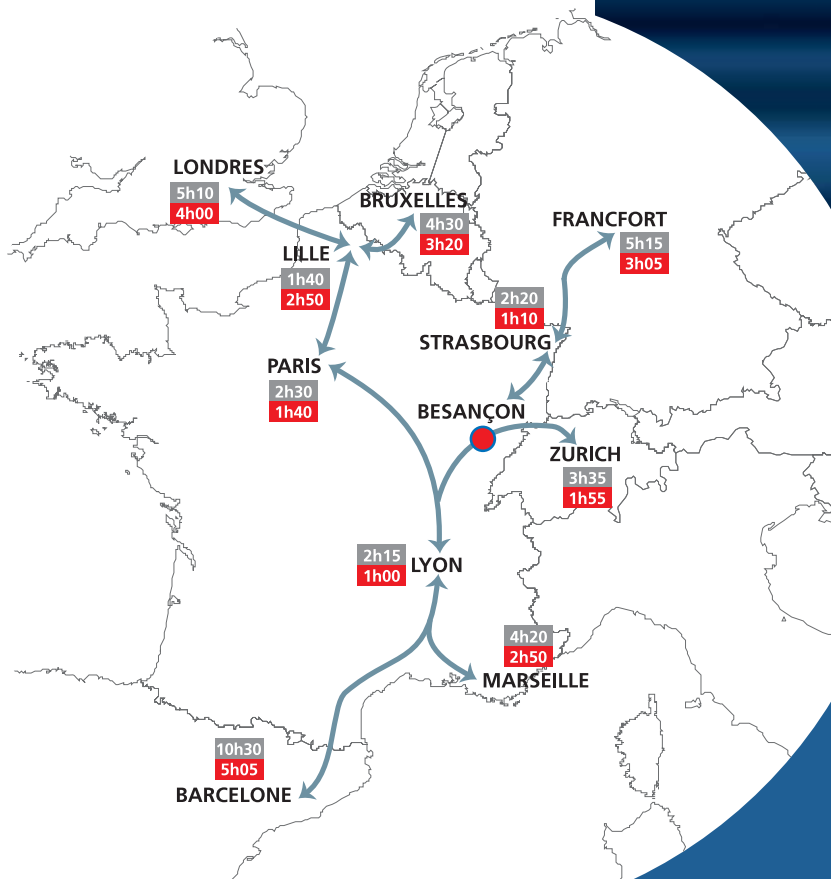 LONDRES
5h10
4h00
BRUXELLES
4h30
3h20
FRANCFORT
5h15
3h05
LILLE
1h40
2h50
2h20
1h10
STRASBOURG
PARIS
2h30
1h40
BESANÇON
ZURICH
3h35
1h55
2h15
1h00
LYON
4h20
2h50
MARSEILLE
10h30
5h05
BARCELONE